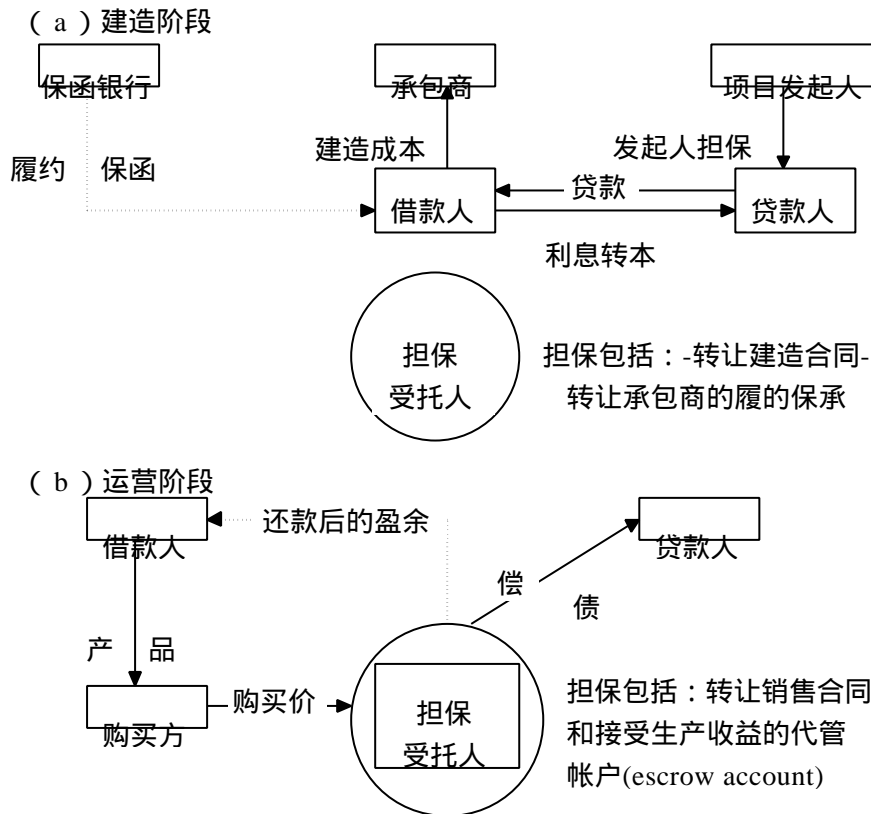 （ a ）建造阶段
保函银行 承包商 项目发起人
建造成本 发起人担保
履约 保函
贷款
借款人 贷款人
利息转本
担保 担保包括：-转让建造合同-
受托人 转让承包商的履的保承
（ b ）运营阶段
还款后的盈余
借款人 贷款人
偿
债
产 品
购买价
购买方
担保 担保包括：转让销售合同
受托人 和接受生产收益的代管
帐户(escrow account)